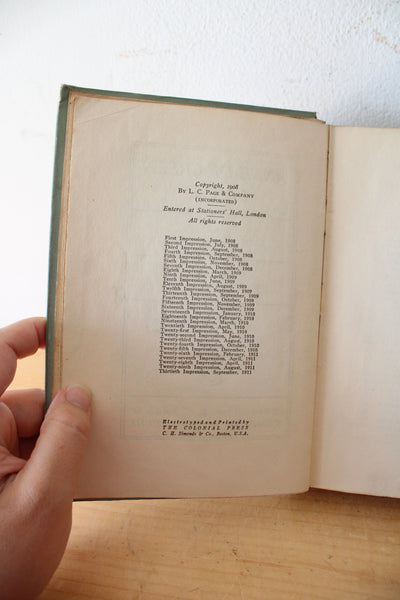 Copyright, 1908
By L. C. Page & Company
(INCORPORATED)
Entered at Stationers' Hall, London
All rights reserved
First Impression, June, 1908
Second Impression, July, 1908
Third Impression, August, 1908
Fourth Impression, September, 1908
Fifth Impression, October, 1908
Sixth Impression, November, 1908
Seventh Impression, December, 1908
Eighth Impression, March, 1909
Ninth Impression, April, 1909
Tenth Impression, June, 1909
Eleventh Impression, August, 1909
Twelfth Impression, September, 1909
Thirteenth Impression, September, 1909
Fourteenth Impression, October, 1909
Fifteenth Impression, November, 1909
Sixteenth Impression, December, 1909
Seventeenth Impression, January, 1910
Eighteenth Impression, February, 1910
Nineteenth Impression, March, 1910
Twentieth Impression, April, 1910
Twenty-first Impression, May, 1910
Twenty-second Impression, June, 1910
Twenty-third Impression, August, 1910
Twenty-fourth Impression, October, 1910
Twenty-fifth Impression, December, 1910
Twenty-sixth Impression, February, 1911
Twenty-seventh Impression, April, 1911
Twenty-eighth Impression, April, 1911
Twenty-ninth Impression, August, 1911
Thirtieth Impression, September, 1911
Electrotyped and Printed by
THE COLONIAL PRESS
C. H. Simonds & Co., Boston, U.S.A.